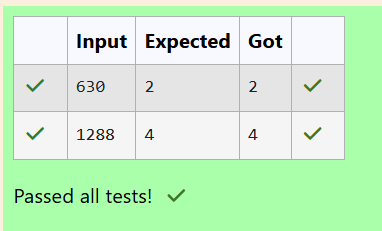 Input Expected Got
630 2 2
1288 4 4
Passed all tests!